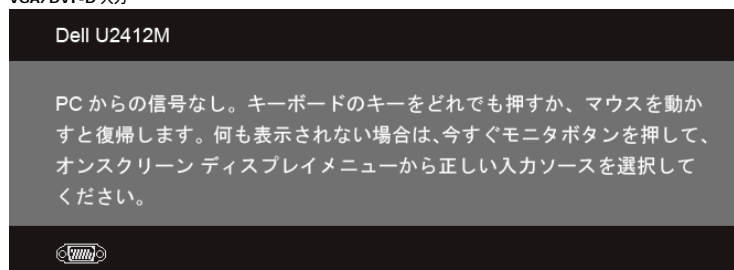 VGA/DVI-D 入力
Dell U2412M
PC からの信号なし。キーボードのキーをどれでも押すか、マウスを動か
すと復帰します。何も表示されない場合は、今すぐモニタボタンを押して、
オンスクリーン ディスプレイメニューから正しい入力ソースを選択して
ください。